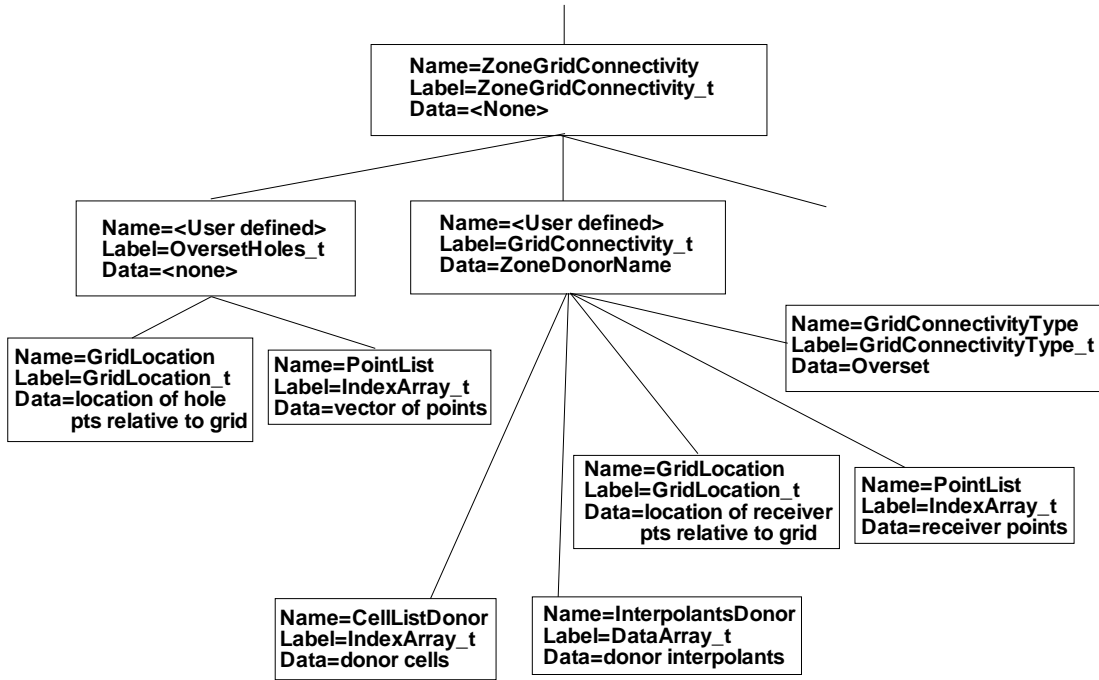 Name=ZoneGridConnectivity
Label=ZoneGridConnectivity_t
Data=<None>
Name=<User defined>
Label=OversetHoles_t
Data=<none>
Name=<User defined>
Label=GridConnectivity_t
Data=ZoneDonorName
Name=GridConnectivityType
Label=GridConnectivityType_t
Data=Overset
Name=GridLocation
Label=GridLocation_t
Data=location of hole
pts relative to grid
Name=PointList
Label=IndexArray_t
Data=vector of points
Name=GridLocation
Label=GridLocation_t
Data=location of receiver
pts relative to grid
Name=PointList
Label=IndexArray_t
Data=receiver points
Name=CellListDonor
Label=IndexArray_t
Data=donor cells
Name=InterpolantsDonor
Label=DataArray_t
Data=donor interpolants